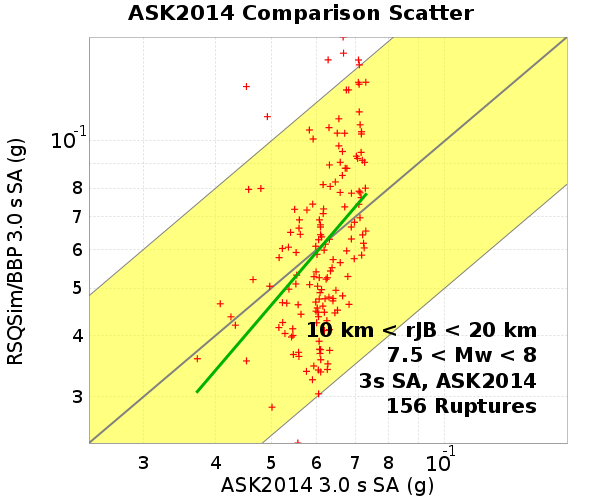 ASK2014 Comparison Scatter
RSQSim/BBP 3.0 s SA (g)
10-1
8
7
6
5
4
3
10 km < rJB < 20 km
7.5 < Mw < 8
3s SA, ASK2014
156 Ruptures
3 4 5 6 7 8 10-1
ASK2014 3.0 s SA (g)